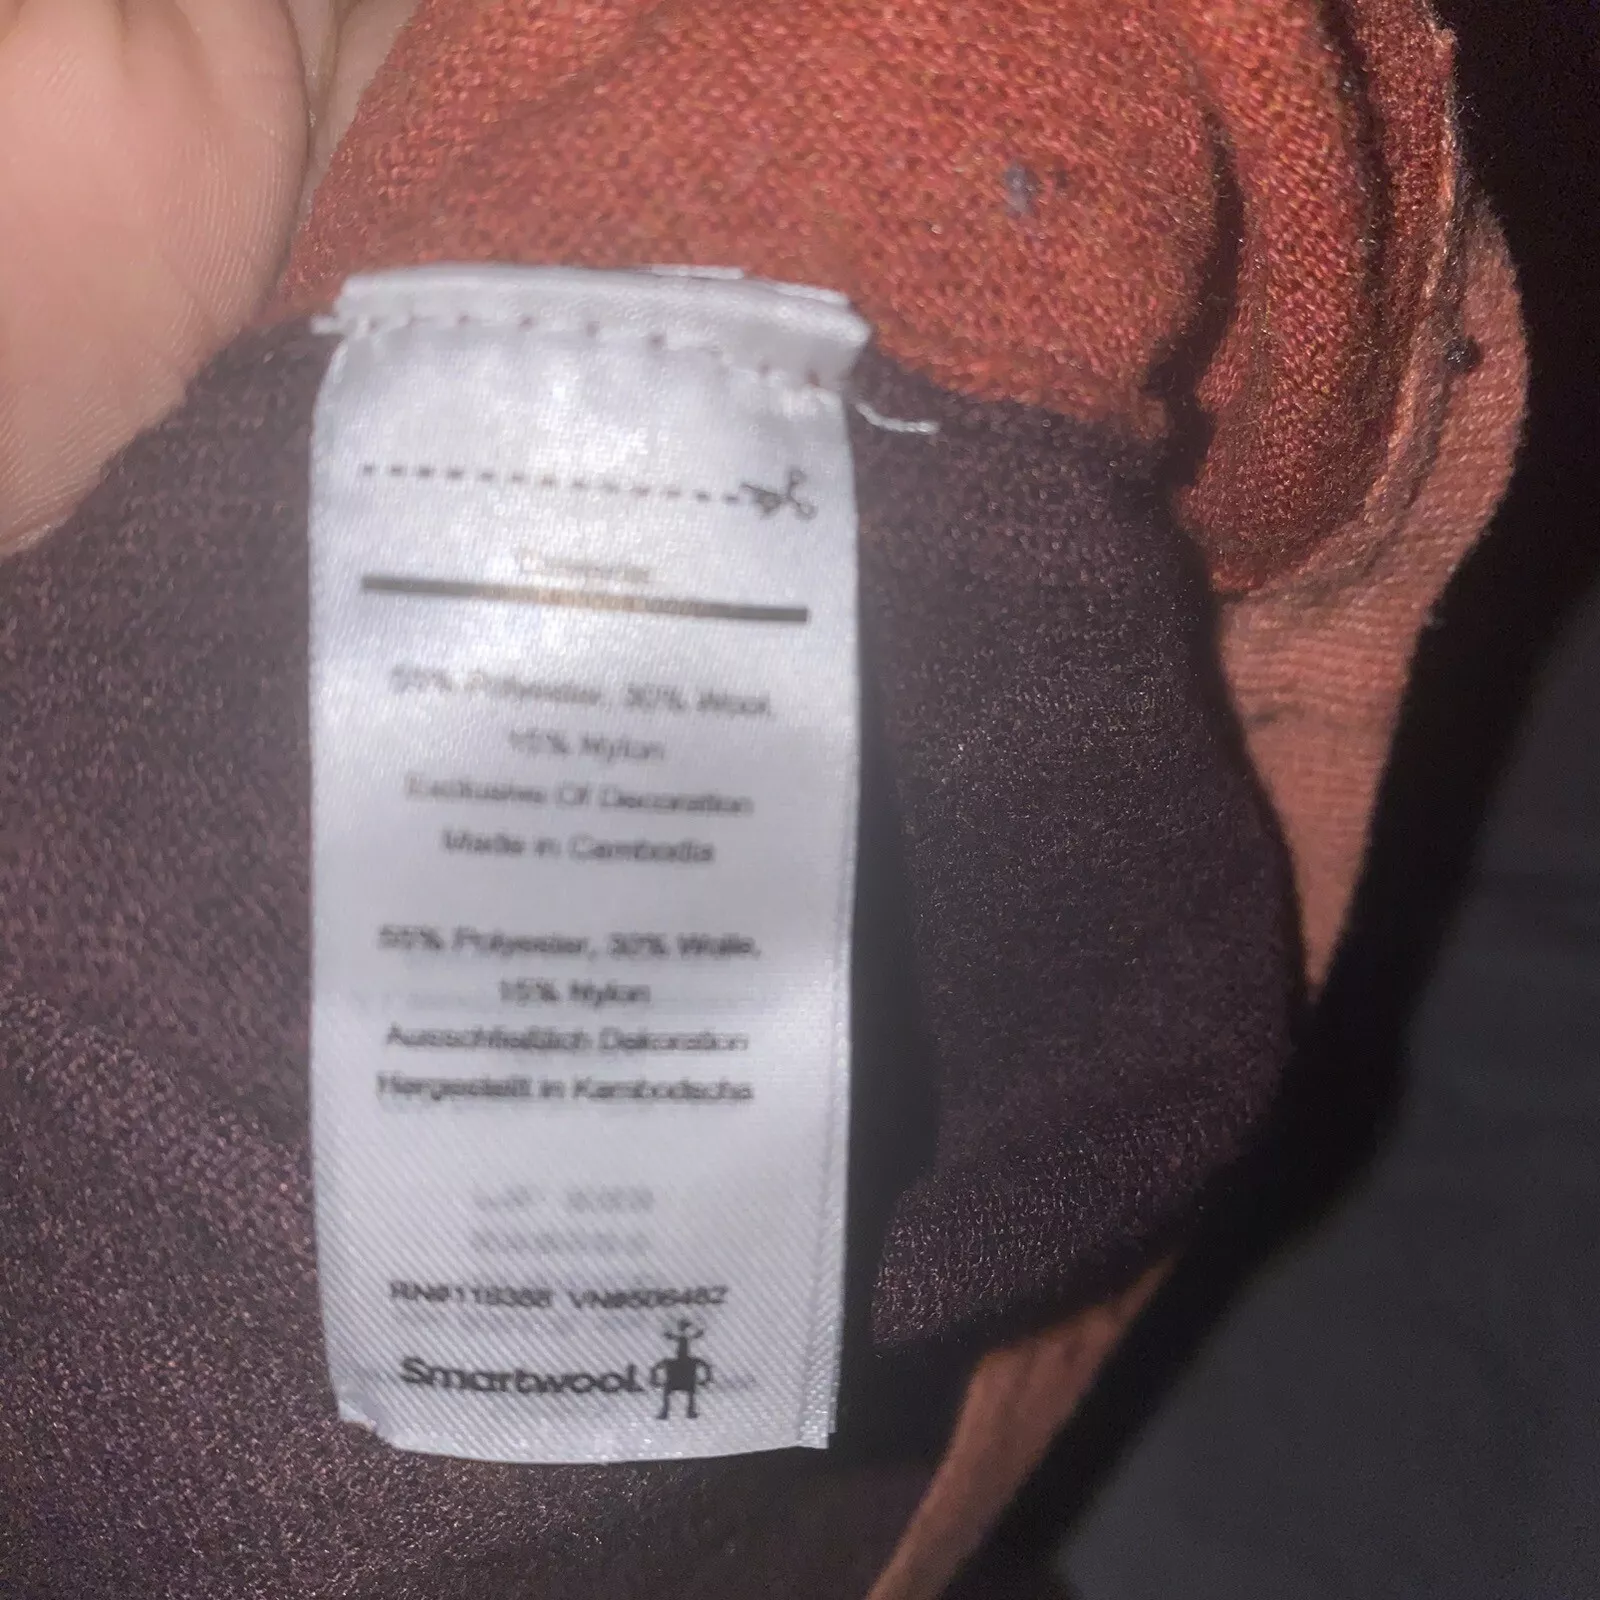 55% Polyester, 30% Wool,
15% Nylon
Exclusive Of Decoration
Made in Cambodia
55% Polyester, 30% Wolle,
15% Nylon
Ausschließlich Dekoration
Hergestellt in Kambodscha
RN#
Smartwool